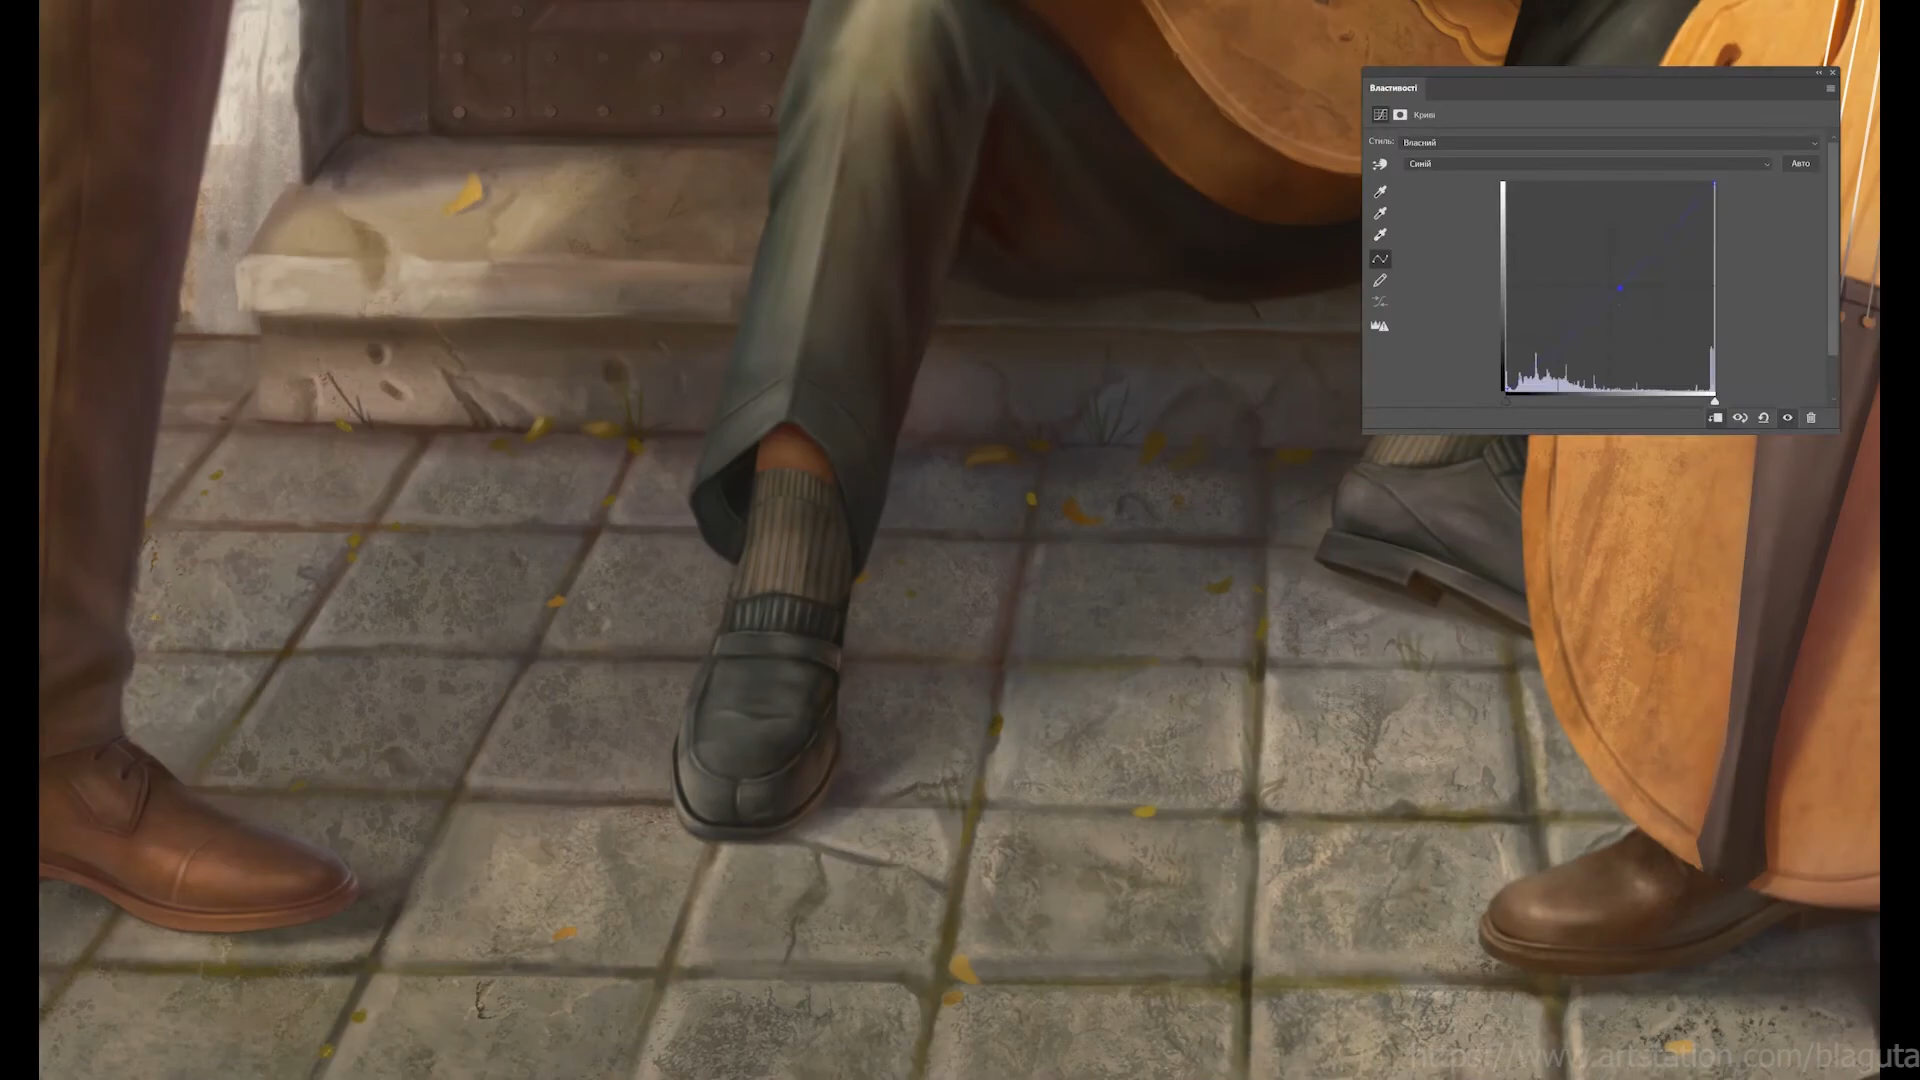 Властивості
Криві
Стиль: Власний
Синій
Авто
https://www.artstation.com/blaguta